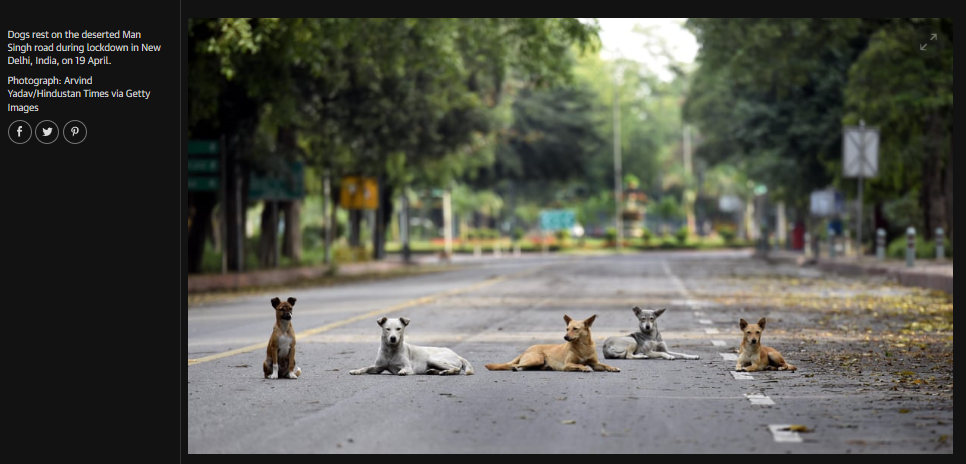 Dogs rest on the deserted Man
Singh road during lockdown in New
Delhi, India, on 19 April.
Photograph: Arvind
Yadav/Hindustan Times via Getty
Images